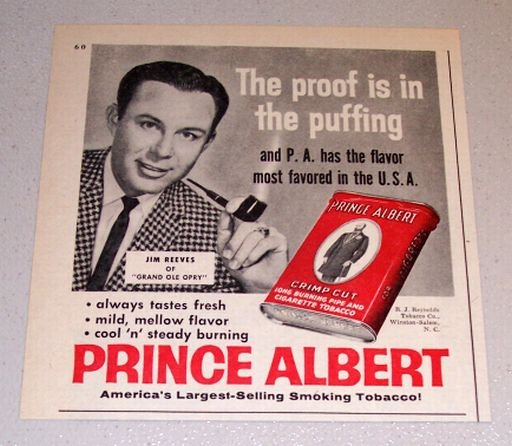 60
The proof is in
the puffing
and P. A. has the flavor
most favored in the U.S.A.
JIM REEVES
OF
"GRAND OLE OPRY"
PRINCE ALBERT
CRIMP CUT
LONG BURNING PIPE AND
CIGARETTE TOBACCO
• always tastes fresh
• mild, mellow flavor
• cool 'n' steady burning
R. J. Reynolds
Tobacco Co.,
Winston-Salem,
N. C.
PRINCE ALBERT
America's Largest-Selling Smoking Tobacco!